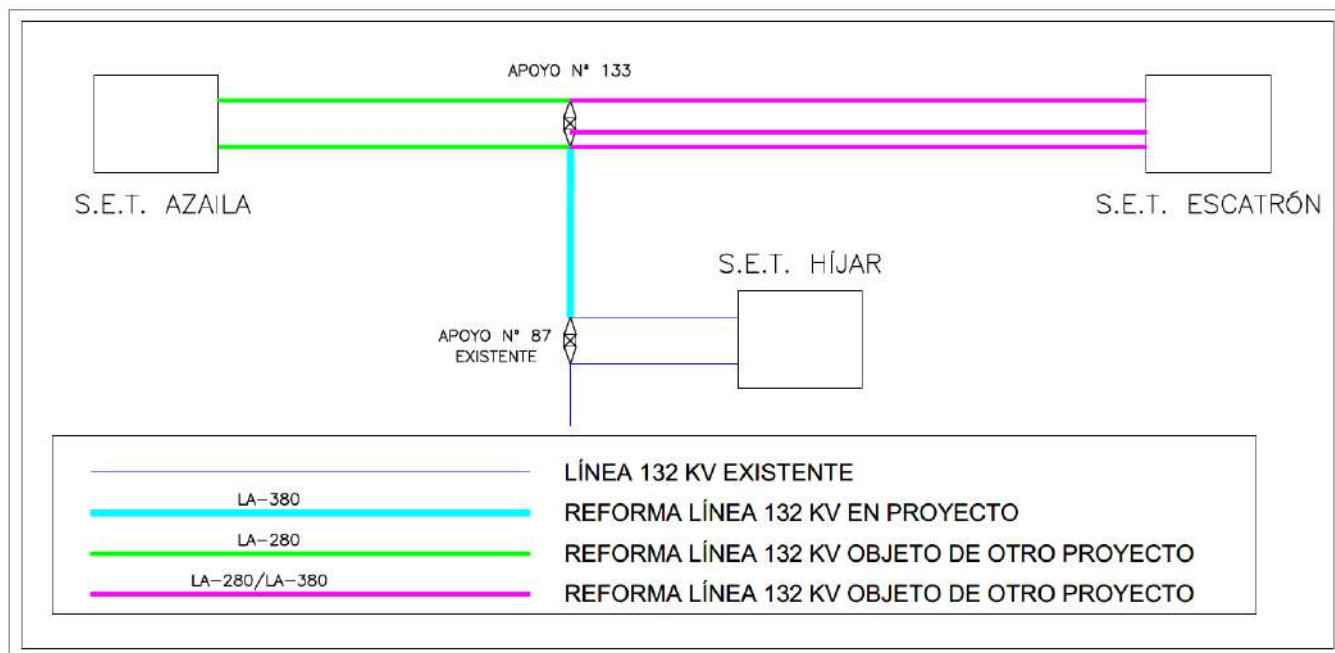 APOYO Nº 133
S.E.T. AZAILA
S.E.T. ESCATRÓN
S.E.T. HÍJAR
APOYO Nº 87
EXISTENTE
LÍNEA 132 KV EXISTENTE
LA-380
REFORMA LÍNEA 132 KV EN PROYECTO
LA-280
REFORMA LÍNEA 132 KV OBJETO DE OTRO PROYECTO
LA-280/LA-380
REFORMA LÍNEA 132 KV OBJETO DE OTRO PROYECTO